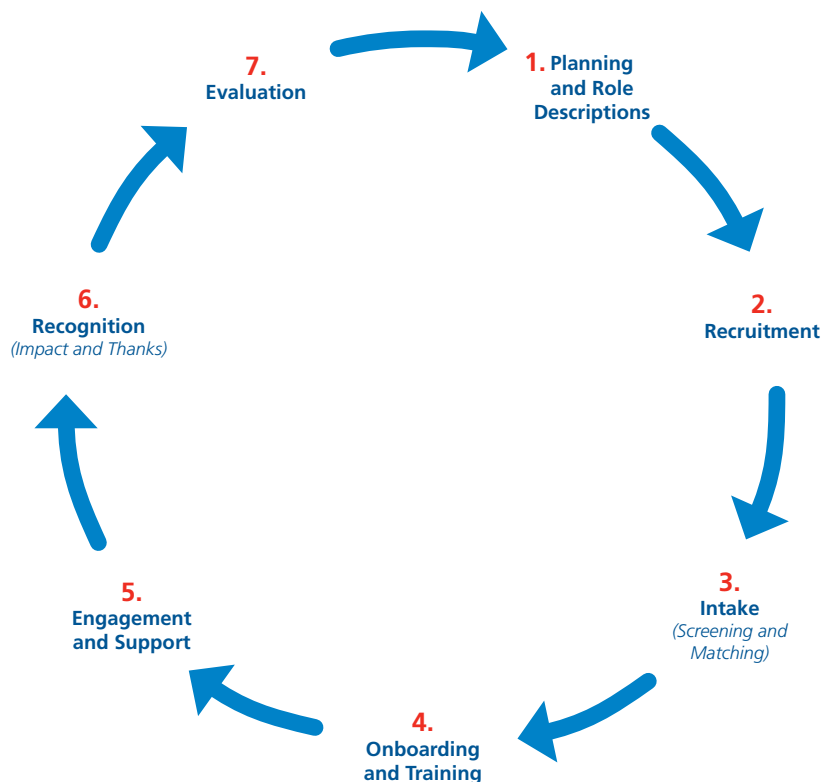 1. Planning
and Role
Descriptions
2.
Recruitment
3.
Intake
(Screening and
Matching)
4.
Onboarding
and Training
5.
Engagement
and Support
6.
Recognition
(Impact and Thanks)
7.
Evaluation